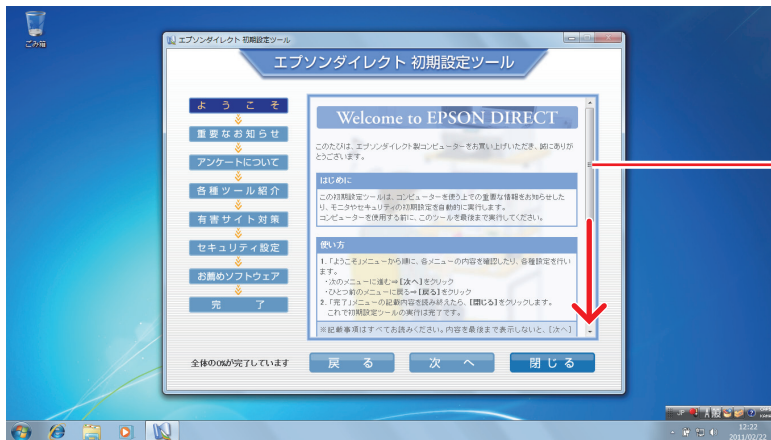 ごみ箱
エプソンダイレクト 初期設定ツール
エプソンダイレクト 初期設定ツール
ようこそ
重要なお知らせ
アンケートについて
各種ツール紹介
有害サイト対策
セキュリティ設定
お薦めソフトウェア
完 了
Welcome to EPSON DIRECT
このたびは、エプソンダイレクト製コンピューターをお買い上げいただき、誠にありが
とうございます。
はじめに
この初期設定ツールは、コンピューターを使う上での重要な情報をお知らせした
り、モニタやセキュリティの初期設定を自動的に実行します。
コンピューターを使用する前に、このツールを最後まで実行してください。
使い方
1.「ようこそ」メニューから順に、各メニューの内容を確認したり、各種設定を行い
ます。
・次のメニューに進む⇒【次へ】をクリック
・ひとつ前のメニューに戻る⇒【戻る】をクリック
2.「完了」メニューの記載内容を読み終えたら、【閉じる】をクリックします。
これで初期設定ツールの実行は完了です。
※記載事項はすべてお読みください。内容を最後まで表示しないと、[次へ]
全体の0%が完了しています
戻 る
次 へ
閉じる
JP
A 般
CAPS
KANA
12:22
2011/02/22